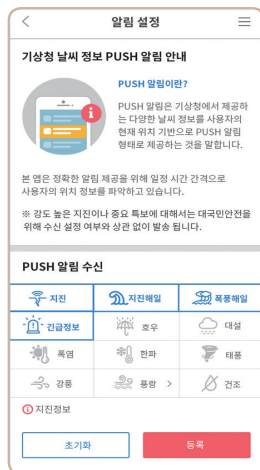 알림 설정
기상청 날씨 정보 PUSH 알림 안내
PUSH 알림이란?
PUSH 알림은 기상청에서 제공하
는 다양한 날씨 정보를 사용자의
현재 위치 기반으로 PUSH 알림
형태로 제공하는 것을 말합니다.
본 앱은 정확한 알림 제공을 위해 일정 시간 간격으로
사용자의 위치 정보를 파악하고 있습니다.
※ 강도 높은 지진이나 중요 특보에 대해서는 대국민안전을
위해 수신 설정 여부와 상관 없이 발송 됩니다.
PUSH 알림 수신
지진 지진해일 폭풍해일
긴급정보 호우 대설
폭염 한파 태풍
강풍 풍랑 > 건조
지진정보
초기화 등록